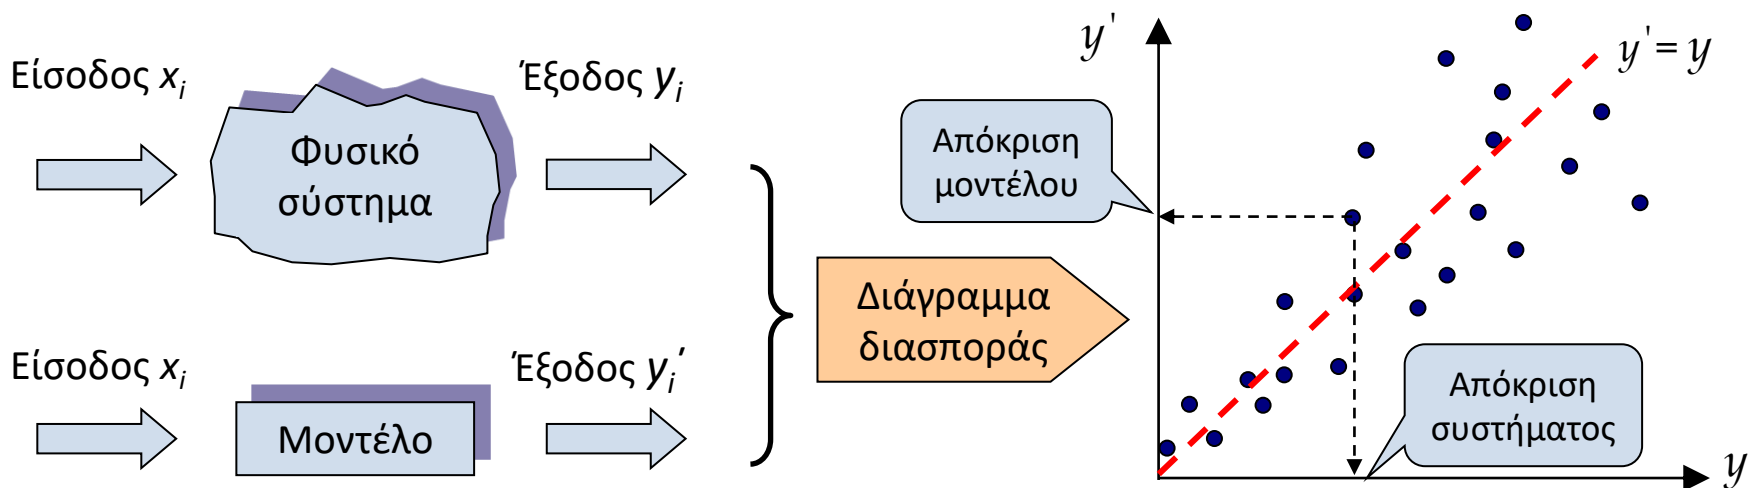 Είσοδος xᵢ
Φυσικό
σύστημα
Έξοδος yᵢ
Είσοδος xᵢ
Μοντέλο
Έξοδος yᵢ′
Διάγραμμα
διασποράς
y'
y' = y
Απόκριση
μοντέλου
Απόκριση
συστήματος
y